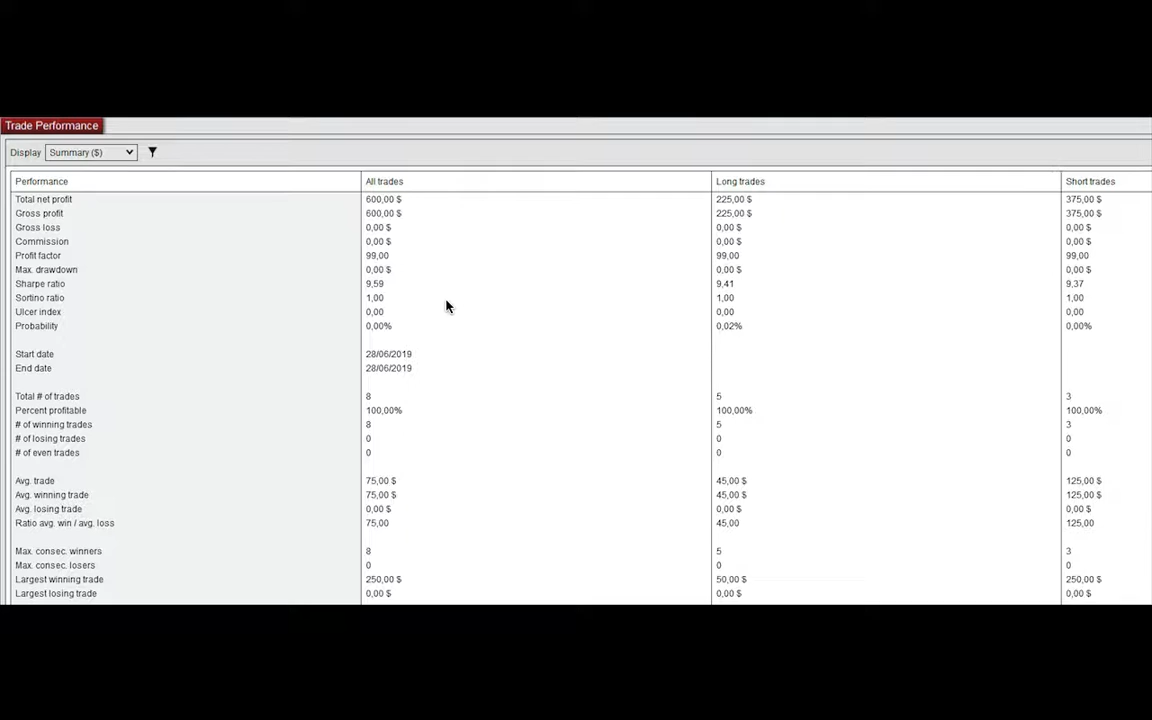 Trade Performance
Display Summary ($)
Performance All trades Long trades Short trades
Total net profit 600,00 $ 225,00 $ 375,00 $
Gross profit 600,00 $ 225,00 $ 375,00 $
Gross loss 0,00 $ 0,00 $ 0,00 $
Commission 0,00 $ 0,00 $ 0,00 $
Profit factor 99,00 99,00 99,00
Max. drawdown 0,00 $ 0,00 $ 0,00 $
Sharpe ratio 9,59 9,41 9,37
Sortino ratio 1,00 1,00 1,00
Ulcer index 0,00 0,00 0,00
Probability 0,00% 0,02% 0,00%
Start date 28/06/2019
End date 28/06/2019
Total # of trades 8 5 3
Percent profitable 100,00% 100,00% 100,00%
# of winning trades 8 5 3
# of losing trades 0 0 0
# of even trades 0 0 0
Avg. trade 75,00 $ 45,00 $ 125,00 $
Avg. winning trade 75,00 $ 45,00 $ 125,00 $
Avg. losing trade 0,00 $ 0,00 $ 0,00 $
Ratio avg. win / avg. loss 75,00 45,00 125,00
Max. consec. winners 8 5 3
Max. consec. losers 0 0 0
Largest winning trade 250,00 $ 50,00 $ 250,00 $
Largest losing trade 0,00 $ 0,00 $ 0,00 $